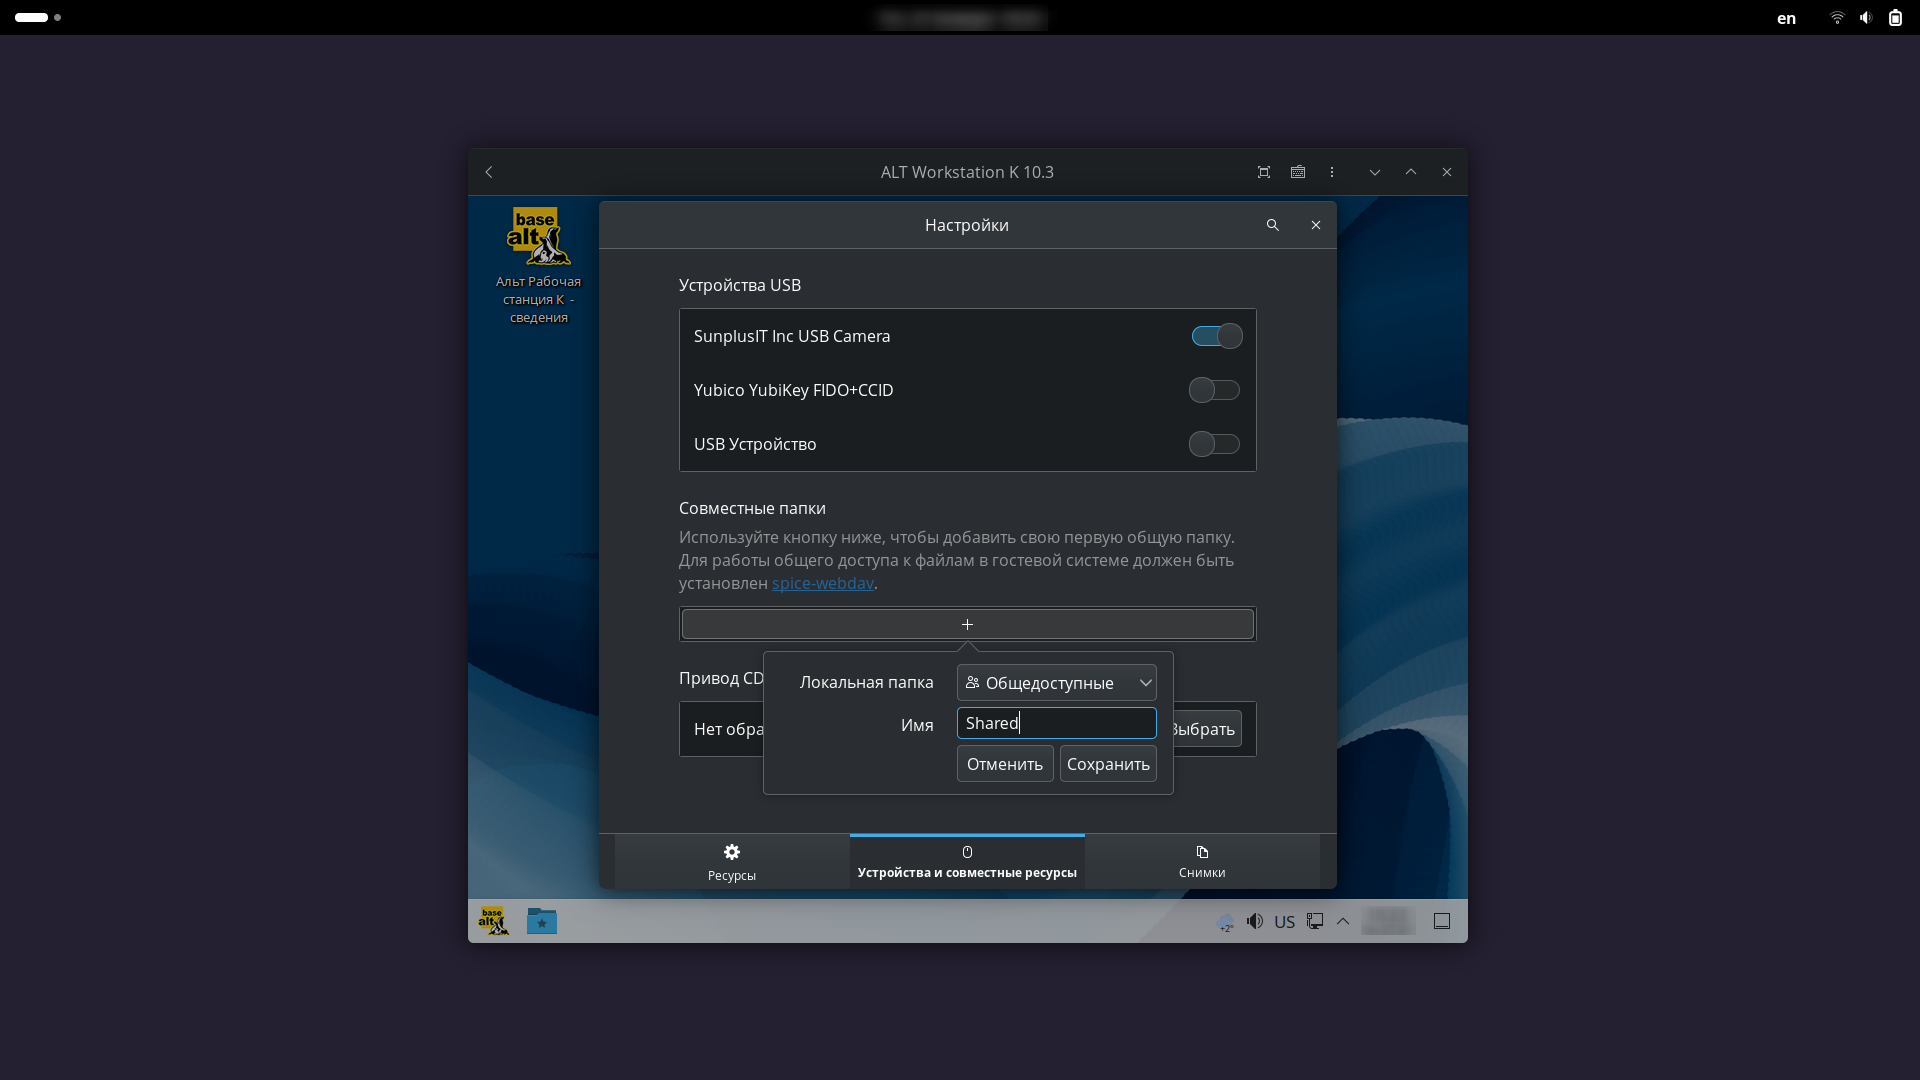 en
ALT Workstation K 10.3
base
alt
Альт Рабочая
станция К -
сведения
Настройки
Устройства USB
SunplusIT Inc USB Camera
Yubico YubiKey FIDO+CCID
USB Устройство
Совместные папки
Используйте кнопку ниже, чтобы добавить свою первую общую папку.
Для работы общего доступа к файлам в гостевой системе должен быть
установлен spice-webdav.
Локальная папка
Общедоступные
Имя
Shared
Отменить
Сохранить
Привод CD
Нет обра
Выбрать
Ресурсы
Устройства и совместные ресурсы
Снимки
base
alt
+2°
US